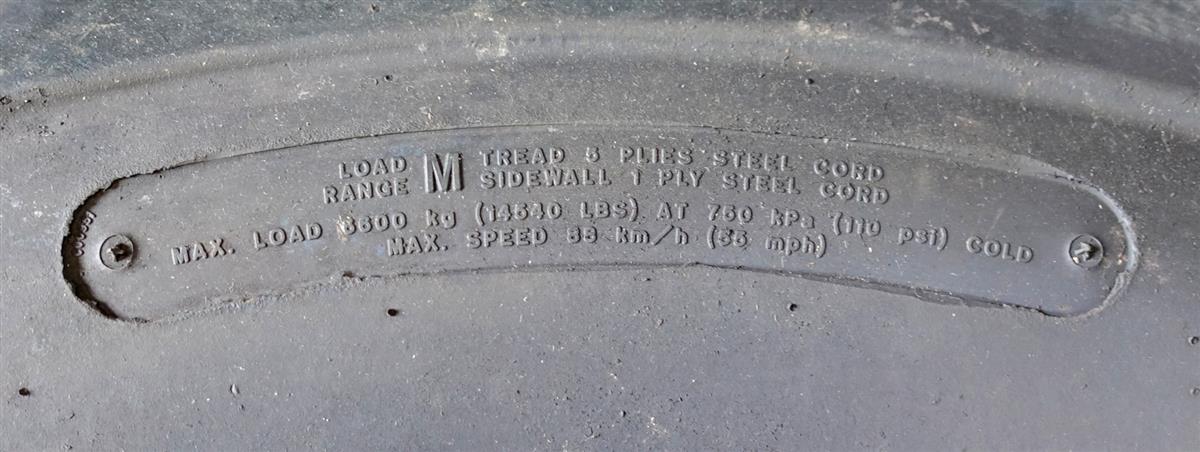 LOAD RANGE M
TREAD 5 PLIES STEEL CORD
SIDEWALL 1 PLY STEEL CORD
MAX. LOAD 6600 kg (14540 LBS) AT 760 kPa (110 psi) COLD
MAX. SPEED 88 km/h (55 mph)